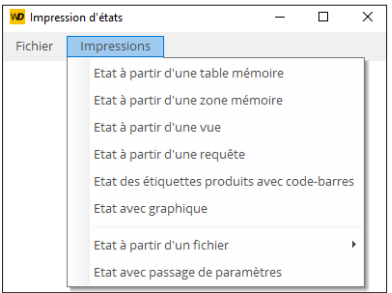 WD Impression d'états
Fichier Impressions
Etat à partir d'une table mémoire
Etat à partir d'une zone mémoire
Etat à partir d'une vue
Etat à partir d'une requête
Etat des étiquettes produits avec code-barres
Etat avec graphique
Etat à partir d'un fichier
Etat avec passage de paramètres